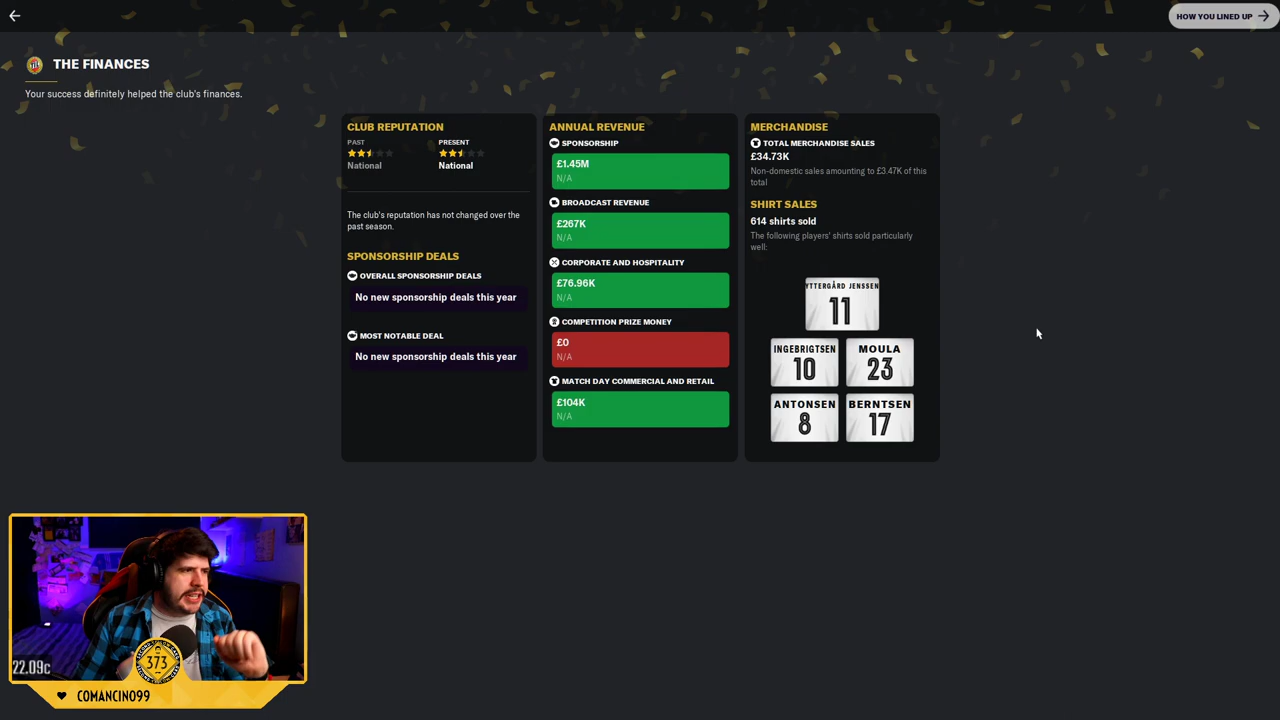 HOW YOU LINED UP
THE FINANCES
Your success definitely helped the club's finances.
CLUB REPUTATION
PAST
PRESENT
National
National
The club's reputation has not changed over the
past season.
SPONSORSHIP DEALS
OVERALL SPONSORSHIP DEALS
No new sponsorship deals this year
MOST NOTABLE DEAL
No new sponsorship deals this year
ANNUAL REVENUE
SPONSORSHIP
£1.45M
N/A
BROADCAST REVENUE
£267K
N/A
CORPORATE AND HOSPITALITY
£76.96K
N/A
COMPETITION PRIZE MONEY
£0
N/A
MATCH DAY COMMERCIAL AND RETAIL
£104K
N/A
MERCHANDISE
TOTAL MERCHANDISE SALES
£34.73K
Non-domestic sales amounting to £3.47K of this
total
SHIRT SALES
614 shirts sold
The following players' shirts sold particularly
well:
YTTERGÅRD JENSSEN
11
INGEBRIGTSEN
10
MOULA
23
ANTONSEN
8
BERNTSEN
17
22.09c
373
COMANCINO99